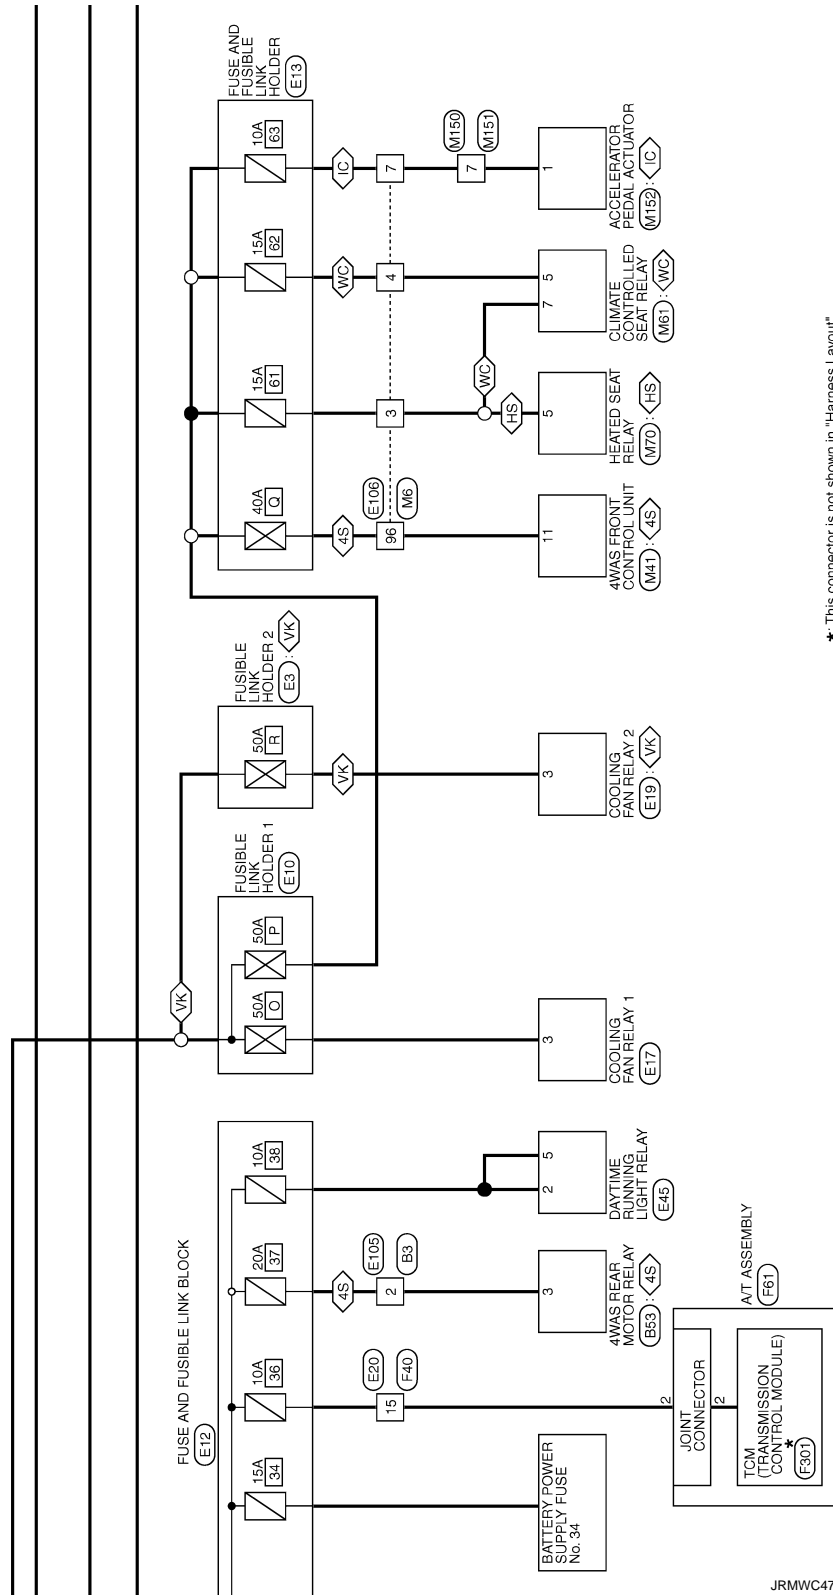 FUSE AND FUSIBLE LINK BLOCK
E12
15A
34
10A
36
20A
37
10A
38
BATTERY POWER
SUPPLY FUSE
No. 34
E20
15
F40
2
JOINT
CONNECTOR
2
TCM
(TRANSMISSION
CONTROL MODULE)
*
F301
A/T ASSEMBLY
F61
4S
E105
2
B3
3
4WAS REAR
MOTOR RELAY
B53 : 4S
2
5
DAYTIME
RUNNING
LIGHT RELAY
E45
VK
FUSIBLE
LINK
HOLDER 1
E10
50A
O
50A
P
3
COOLING
FAN RELAY 1
E17
FUSIBLE
LINK
HOLDER 2
E3 : VK
50A
R
VK
3
COOLING
FAN RELAY 2
E19 : VK
FUSE AND
FUSIBLE
LINK
HOLDER
E13
40A
Q
15A
61
15A
62
10A
63
4S
WC
IC
E106
96
M6
3
4
7
M150
7
M151
WC
HS
11
4WAS FRONT
CONTROL UNIT
M41 : 4S
5
HEATED SEAT
RELAY
M70 : HS
7
5
CLIMATE
CONTROLLED
SEAT RELAY
M61 : WC
1
ACCELERATOR
PEDAL ACTUATOR
M152 : IC
*: This connector is not shown in "Harness Layout"
JRMWC47